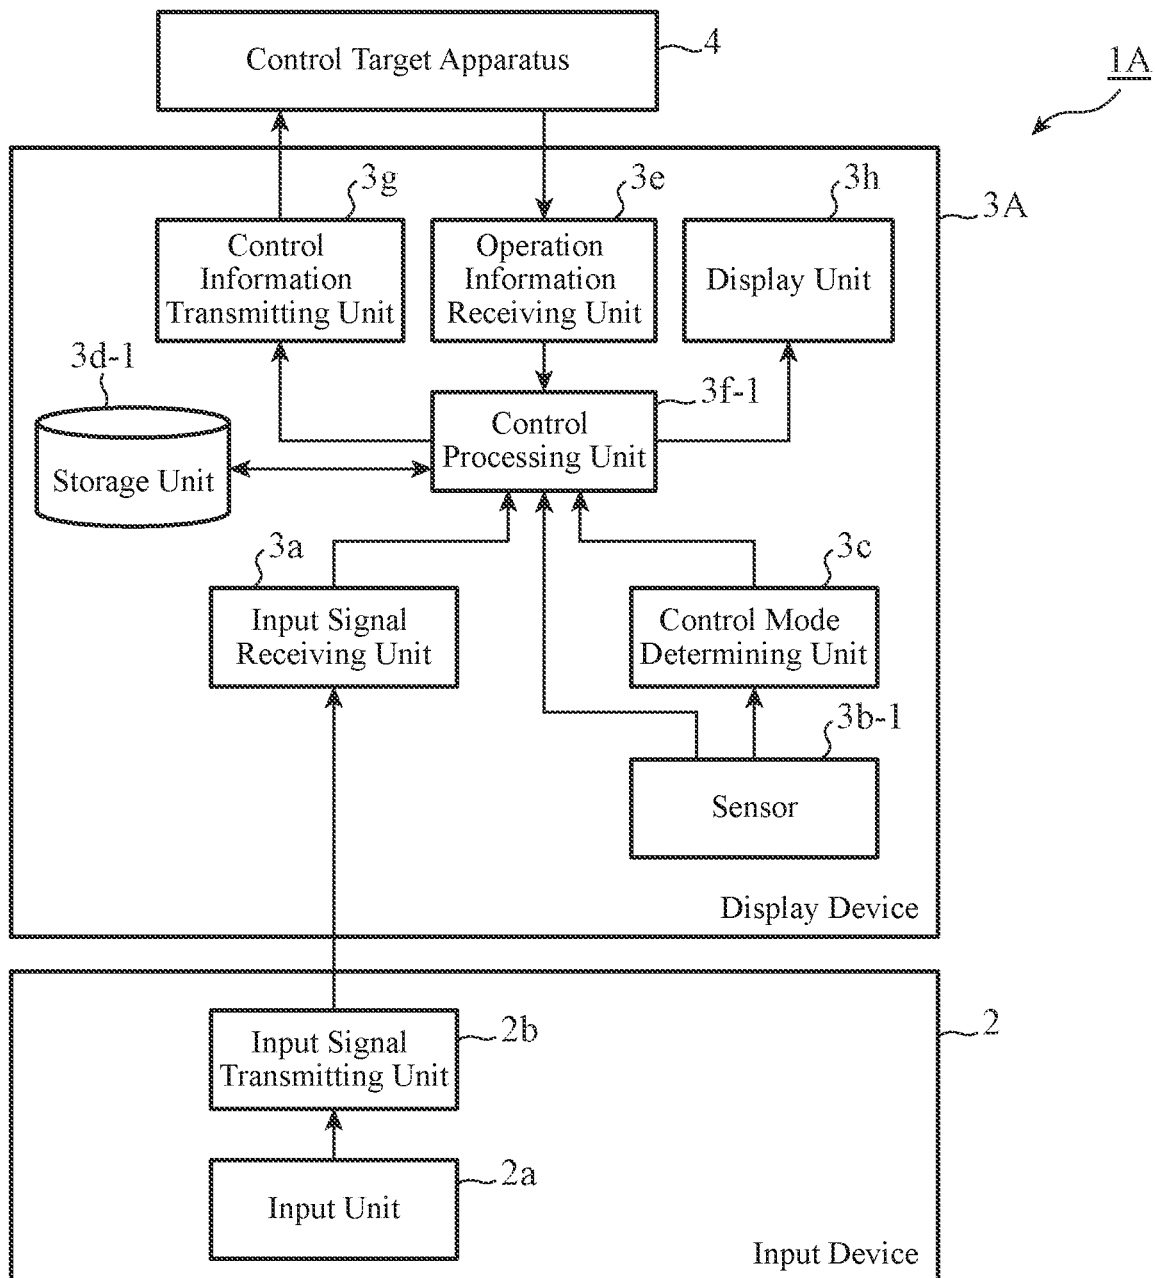 Control Target Apparatus
4
1A
3g
3e
3h
3A
Control
Information
Transmitting Unit
Operation
Information
Receiving Unit
Display Unit
3d-1
3f-1
Storage Unit
Control
Processing Unit
3a
3c
Input Signal
Receiving Unit
Control Mode
Determining Unit
3b-1
Sensor
Display Device
2b
2
Input Signal
Transmitting Unit
2a
Input Unit
Input Device